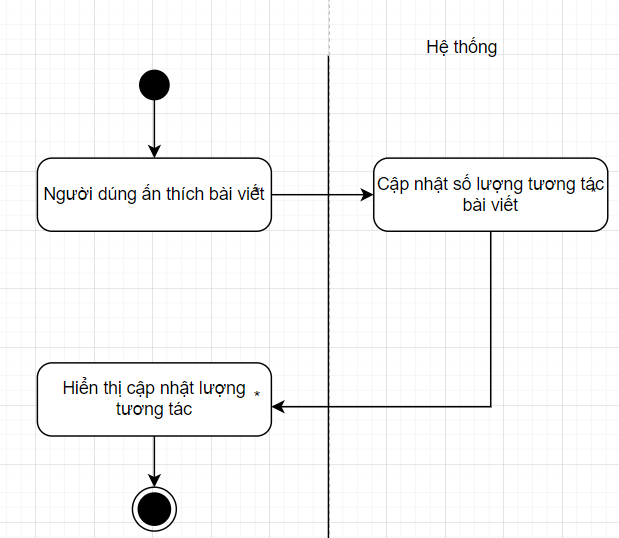 Hệ thống
Người dúng ấn thích bài viết
*
Cập nhật số lượng tương tác
*
bài viết
Hiển thị cập nhật lượng
*
tương tác